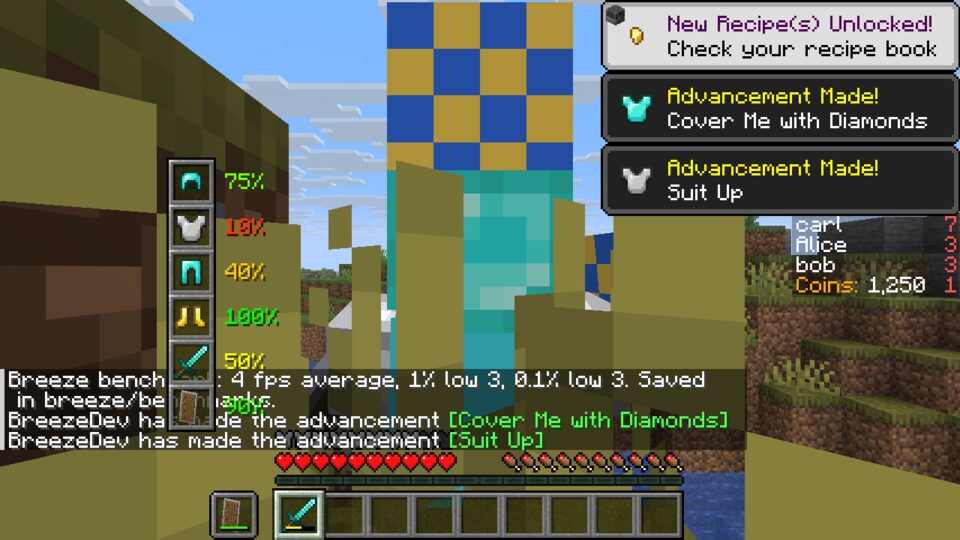 New Recipe(s) Unlocked!
Check your recipe book
Advancement Made!
Cover Me with Diamonds
Advancement Made!
Suit Up
75%
10%
40%
100%
50%
90%
carl 7
Alice 3
bob 3
Coins: 1,250 1
Breeze bench : 4 fps average, 1% low 3, 0.1% low 3. Saved
in breeze/be marks.
BreezeDev has made the advancement [Cover Me with Diamonds]
BreezeDev has made the advancement [Suit Up]